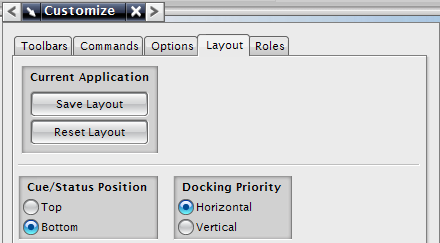 Customize
Toolbars Commands Options Layout Roles
Current Application
Save Layout
Reset Layout
Cue/Status Position Docking Priority
Top Horizontal
Bottom Vertical